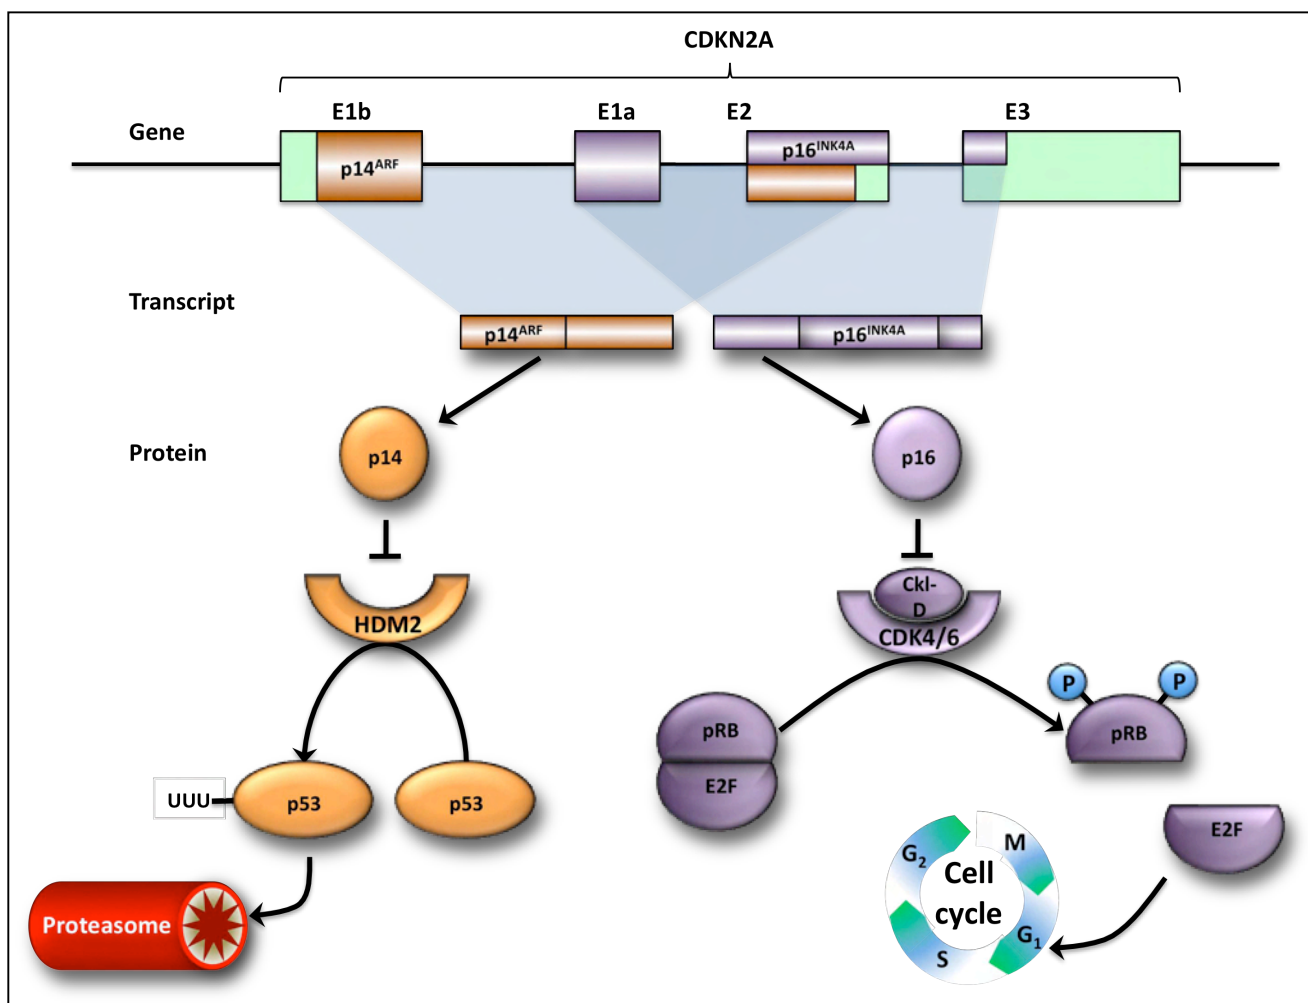 CDKN2A
E1b E1a E2 E3
Gene
p14ARF
p16INK4A
Transcript
p14ARF
p16INK4A
Protein
p14
p16
HDM2
Ckl-
D
CDK4/6
P P
pRB
pRB
E2F
UUU
p53
p53
E2F
G2
M
Cell
cycle
G1
S
Proteasome